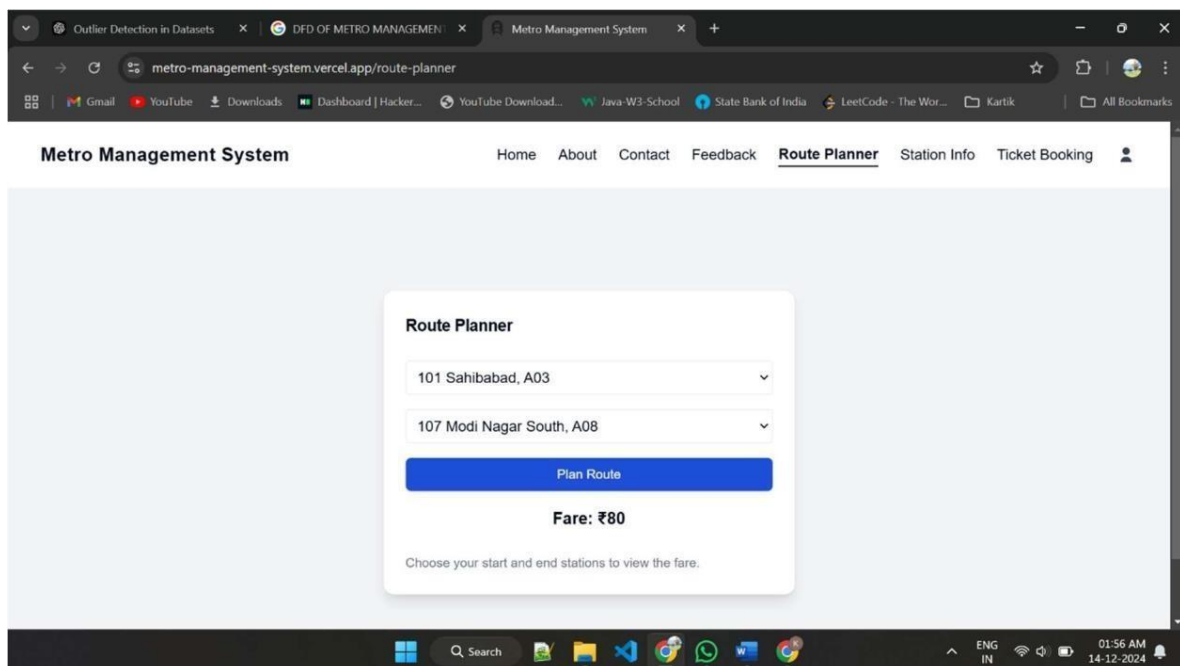 Outlier Detection in Datasets
DFD OF METRO MANAGEMENT
Metro Management System
metro-management-system.vercel.app/route-planner
Gmail YouTube Downloads Dashboard | Hacker... YouTube Download... Java-W3-School State Bank of India LeetCode - The Wor... Kartik All Bookmarks
Metro Management System Home About Contact Feedback Route Planner Station Info Ticket Booking
Route Planner
101 Sahibabad, A03
107 Modi Nagar South, A08
Plan Route
Fare: ₹80
Choose your start and end stations to view the fare.
Search ENG 01:56 AM
IN 14-12-2024